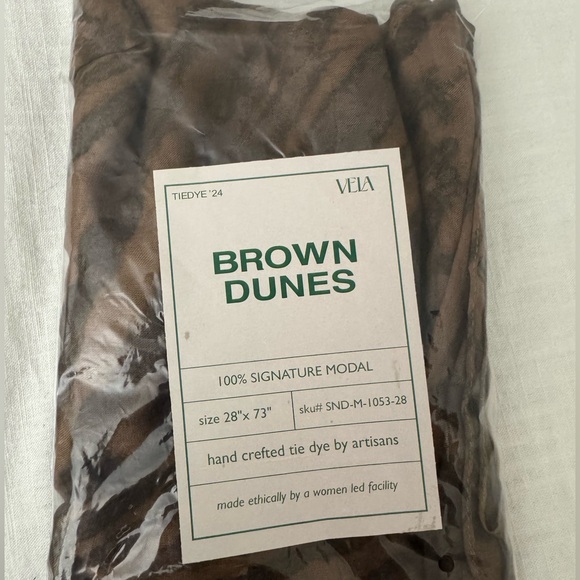 TIEDYE '24
VELA
BROWN
DUNES
100% SIGNATURE MODAL
size 28"x 73"
sku# SND-M-1053-28
hand crefted tie dye by artisans
made ethically by a women led facility